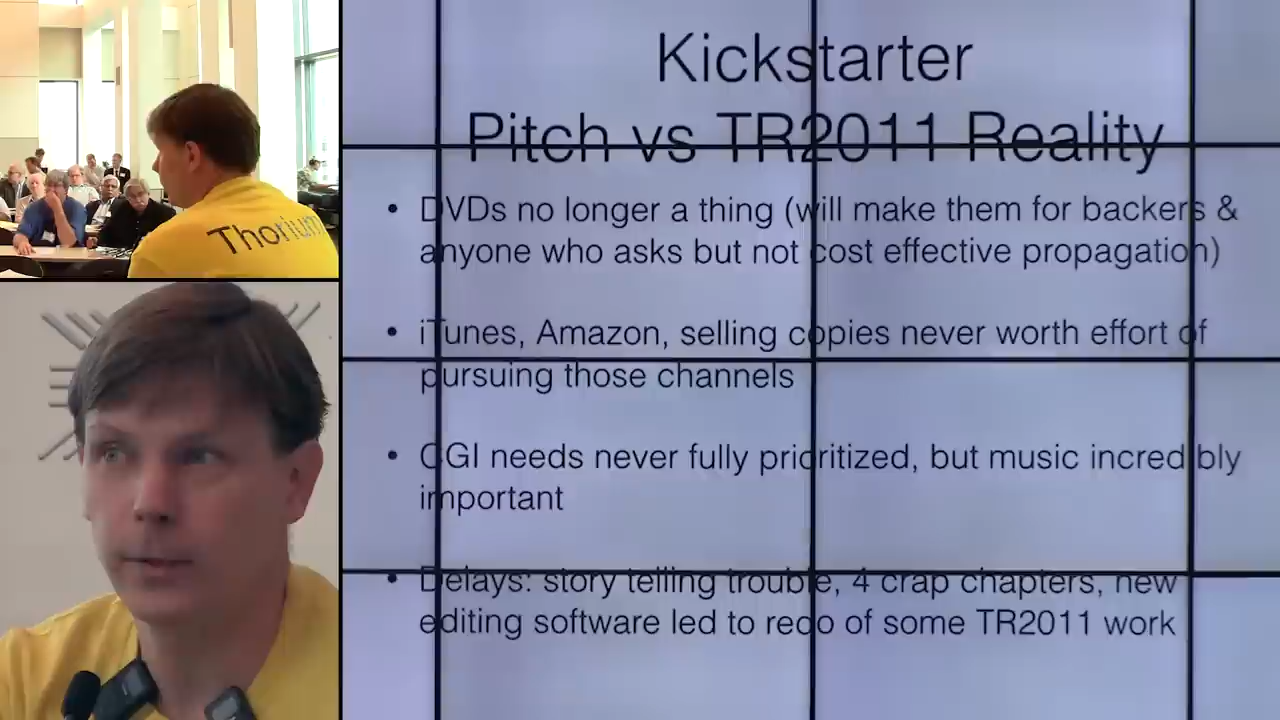 Thorium
Kickstarter
Pitch vs TR2011 Reality
• DVDs no longer a thing (will make them for backers &
anyone who asks but not cost effective propagation)
• iTunes, Amazon, selling copies never worth effort of
pursuing those channels
• CGI needs never fully prioritized, but music incredibly
important
• Delays: story telling trouble, 4 crap chapters, new
editing software led to redo of some TR2011 work